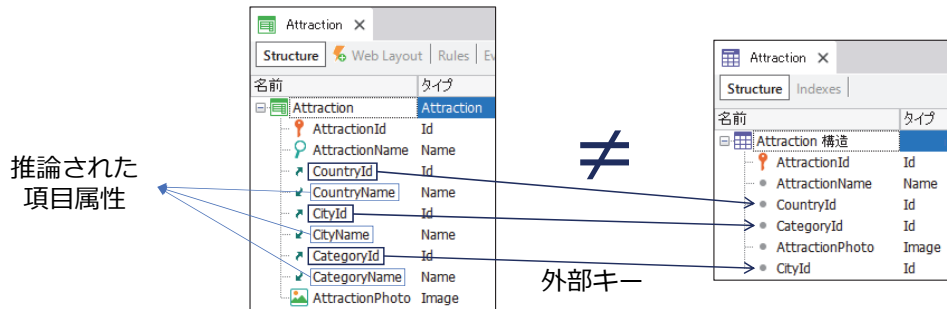 Attraction
Structure Web Layout Rules Ev
名前 タイプ
Attraction Attraction
AttractionId Id
AttractionName Name
CountryId Id
CountryName Name
CityId Id
CityName Name
CategoryId Id
CategoryName Name
AttractionPhoto Image
推論された
項目属性
≠
外部キー
Attraction
Structure Indexes
名前 タイプ
Attraction 構造
AttractionId Id
AttractionName Name
CountryId Id
CategoryId Id
AttractionPhoto Image
CityId Id